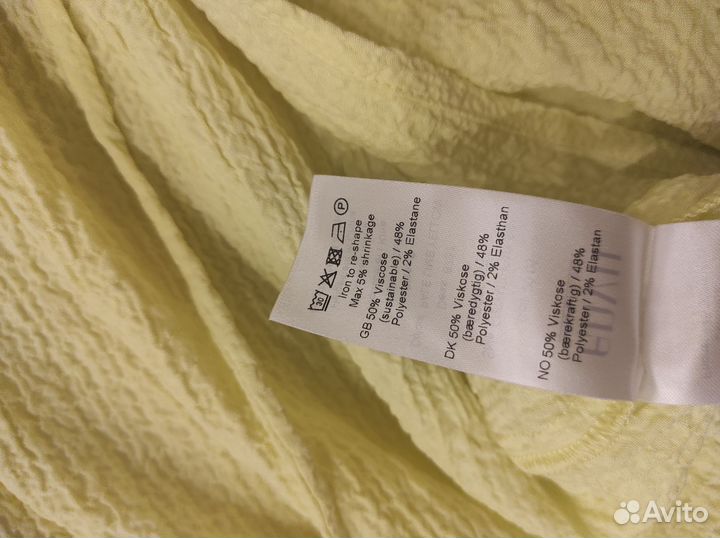 30
P
Iron to re-shape
Max 5% shrinkage
GB 50% Viscose
(sustainable) / 48%
Polyester / 2% Elastane
DK 50% Viskose
(bæredygtig) / 48%
Polyester / 2% Elasthan
NO 50% Viskose
(bærekraftig) / 48%
Polyester / 2% Elastan
Avito